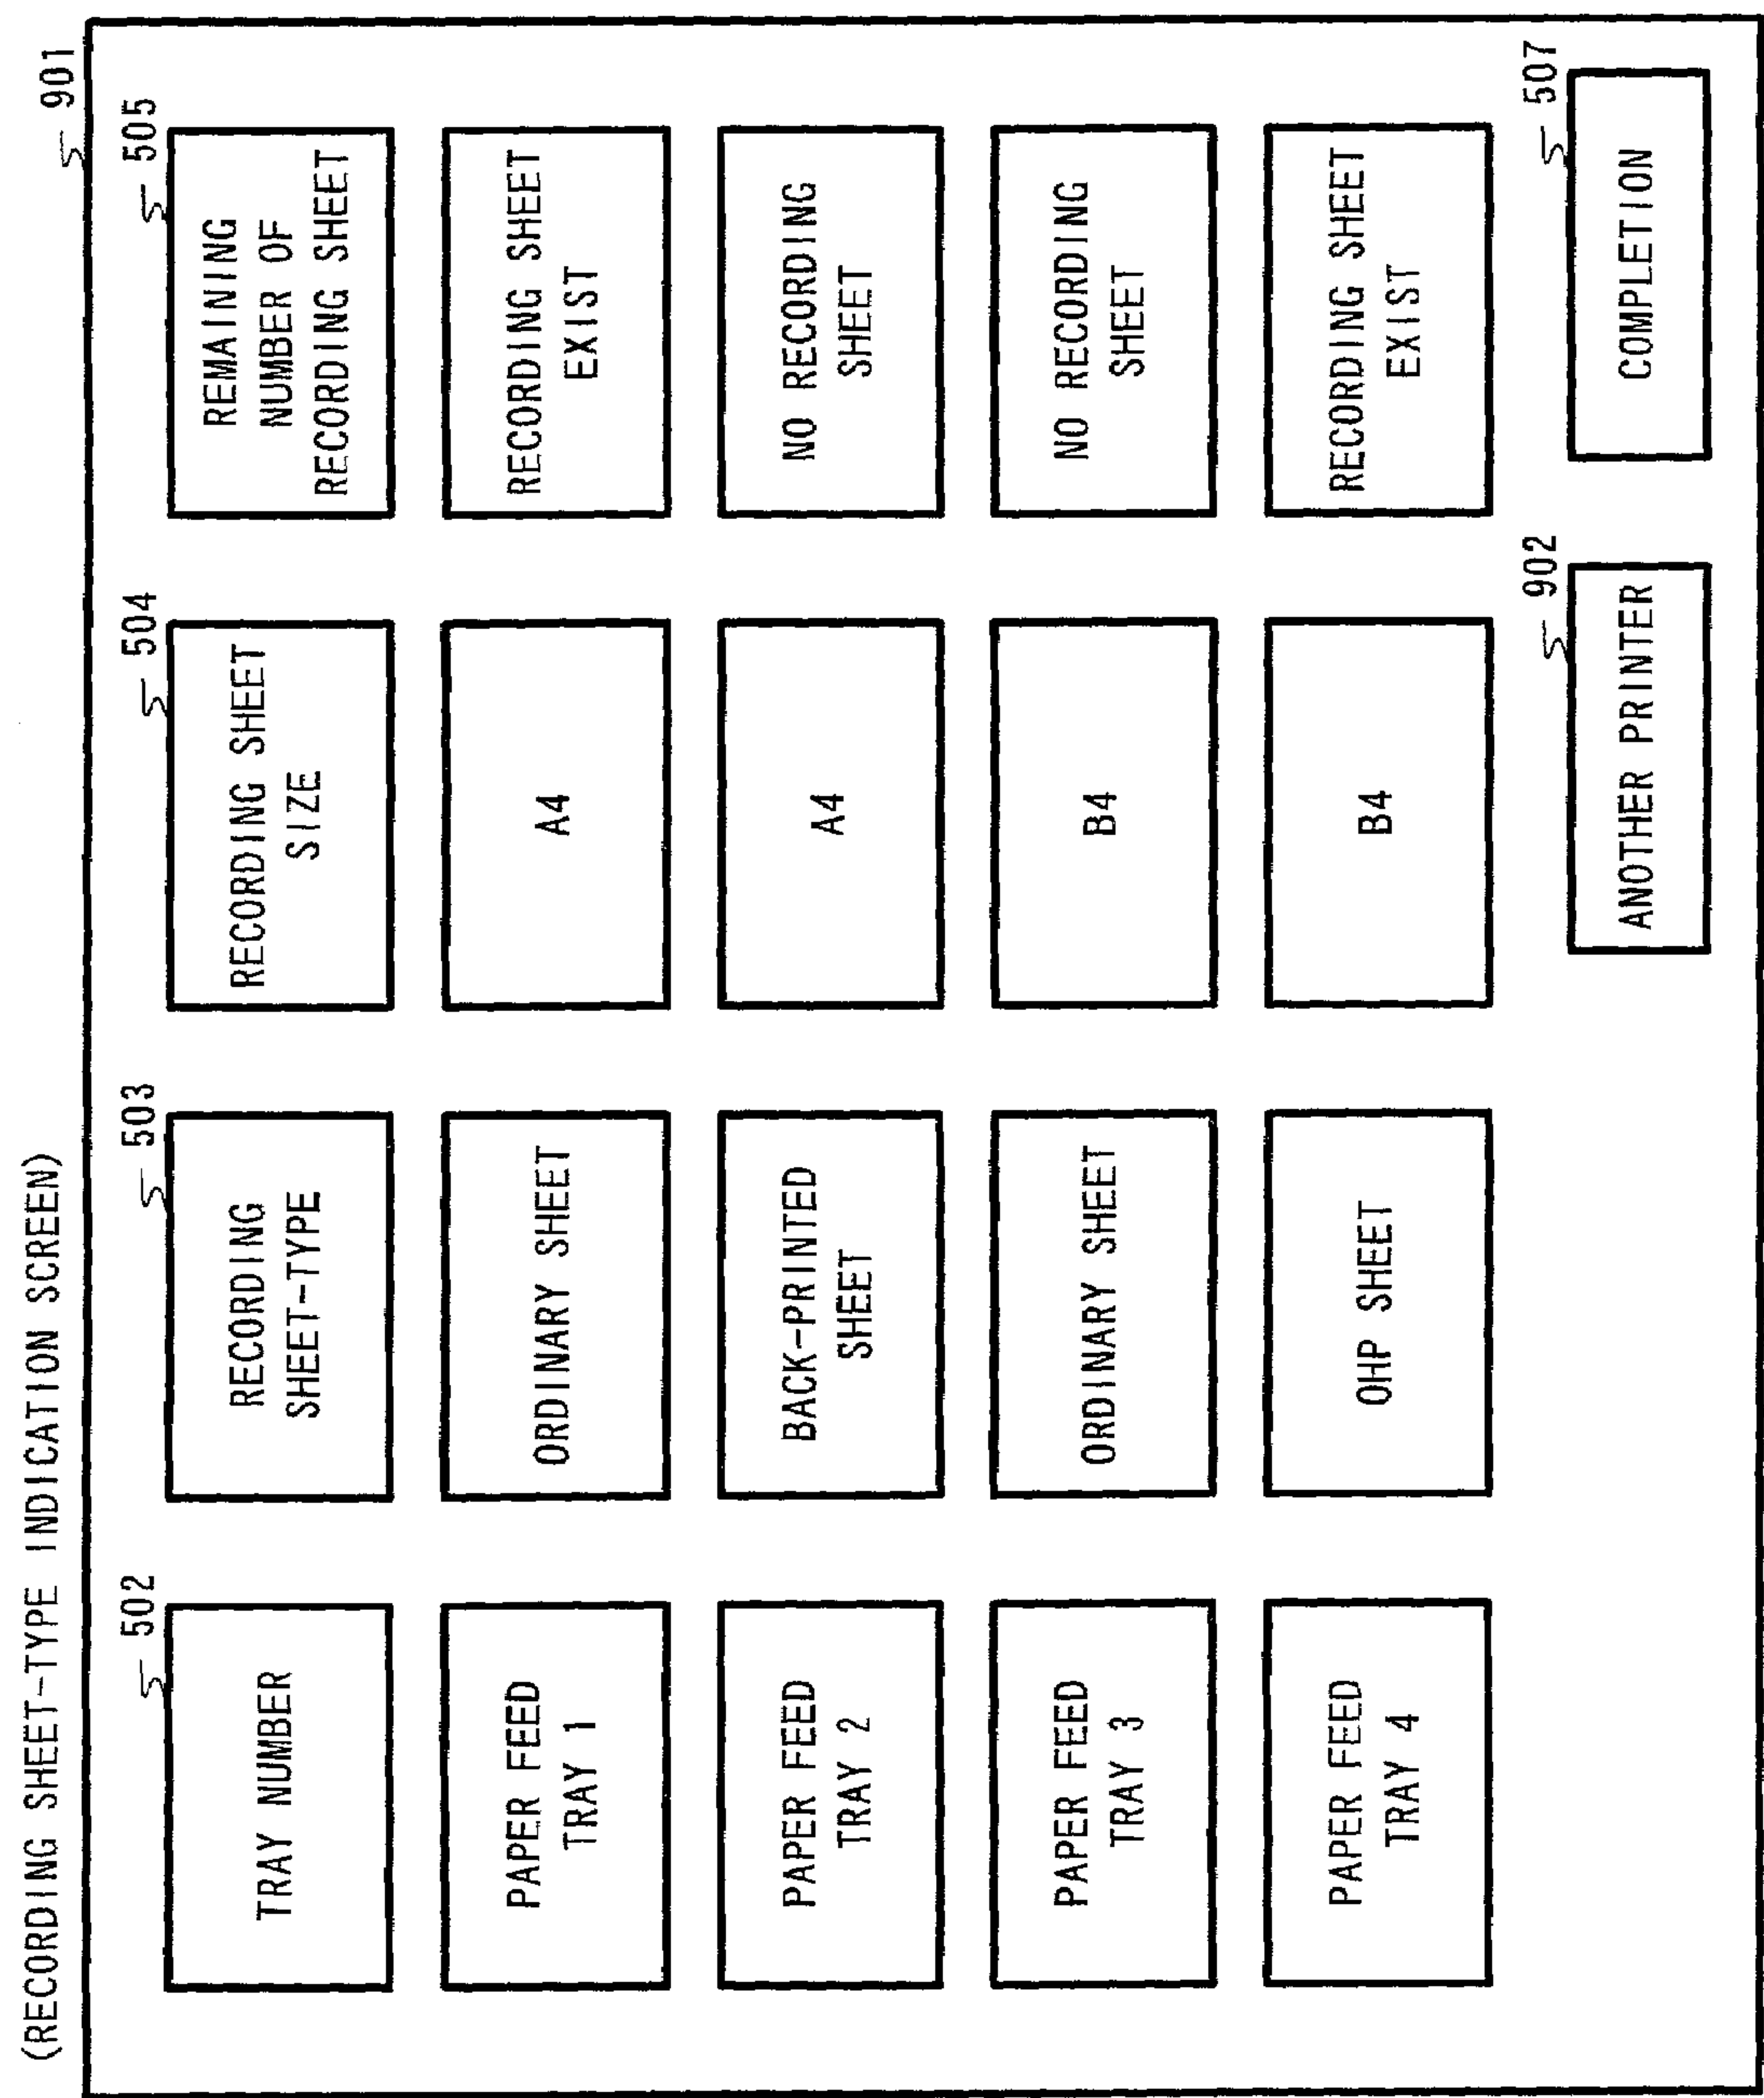 (RECORDING SHEET-TYPE INDICATION SCREEN)
901
502
503
504
505
TRAY NUMBER
RECORDING
SHEET-TYPE
RECORDING SHEET
SIZE
REMAINING
NUMBER OF
RECORDING SHEET
PAPER FEED
TRAY 1
ORDINARY SHEET
A4
RECORDING SHEET
EXIST
PAPER FEED
TRAY 2
BACK-PRINTED
SHEET
A4
NO RECORDING
SHEET
PAPER FEED
TRAY 3
ORDINARY SHEET
B4
NO RECORDING
SHEET
PAPER FEED
TRAY 4
OHP SHEET
B4
RECORDING SHEET
EXIST
902
507
ANOTHER PRINTER
COMPLETION